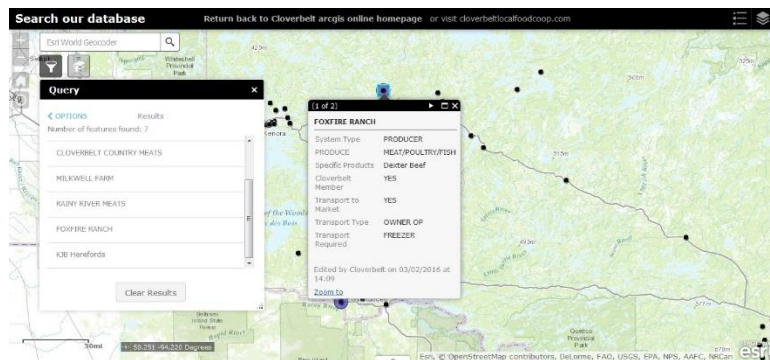 Search our database
Return back to Cloverbelt arcgis online homepage or visit cloverbeltlocalfoodcoop.com
Esri World Geocoder
Whiteshell
Provincial
Park
Query
OPTIONS Results
Number of features found: 7
CLOVERBELT COUNTRY MEATS
MILKWELL FARM
RAINY RIVER MEATS
FOXFIRE RANCH
KJB Herefords
Clear Results
Kenora
(1 of 2)
FOXFIRE RANCH
System Type PRODUCER
PRODUCE MEAT/POULTRY/FISH
Specific Products Dexter Beef
Cloverbelt
Member YES
Transport to
Market YES
Transport Type OWNER OP
Transport
Required FREEZER
Edited by Cloverbelt on 03/02/2016 at
14:09
Zoom to
Quetico
Provincial
Park
30mi
50.251 -94.220 Degrees
Esri, © OpenStreetMap contributors, DeLorme, FAO, USGS, EPA, NPS, AAFC, NRCan
esri